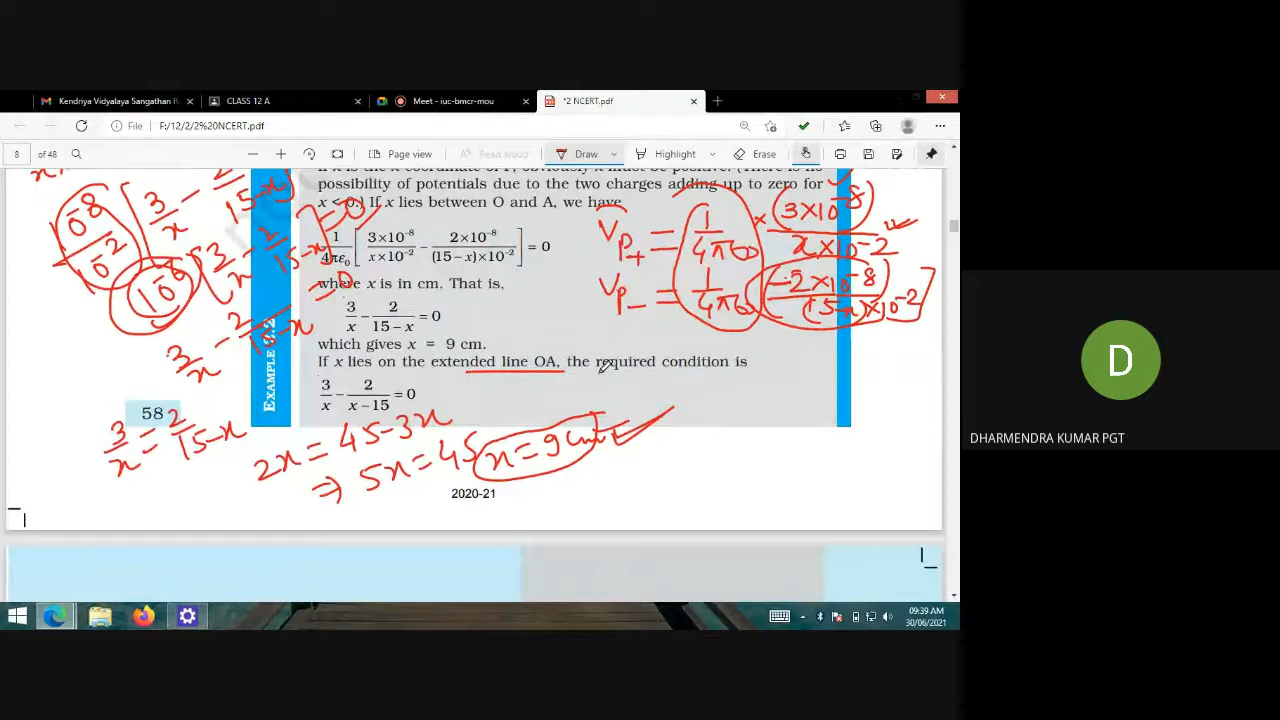 Kendriya Vidyalaya Sangathan R
CLASS 12 A
Meet - iuc-bmcr-mou
*2 NCERT.pdf
File
F:/12/2/2%20NCERT.pdf
8 of 48
Page view
Read aloud
Draw
Highlight
Erase
possibility of potentials due to the two charges adding up to zero for
x < 0.) If x lies between O and A, we have
1/4πε₀ [ 3×10⁻⁸/x×10⁻² − 2×10⁻⁸/(15−x)×10⁻² ] = 0
where x is in cm. That is,
3/x − 2/15−x = 0
which gives x = 9 cm.
If x lies on the extended line OA, the required condition is
3/x − 2/x−15 = 0
EXAMPLE 2.2
58
2020-21
V P+ = 1/4πε₀ × (3×10⁻⁸)/x×10⁻²
V P− = 1/4πε₀ (−2×10⁻⁸)/(15−x)×10⁻²
3/x − 2/15−x
3/x = 2/15−x
2x = 45−3x
⇒ 5x = 45
x = 9 cm
D
DHARMENDRA KUMAR PGT
09:39 AM
30/06/2021